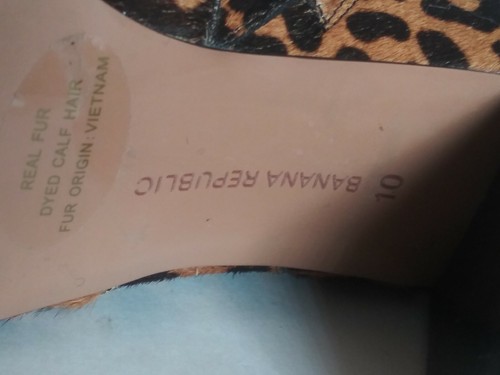 REAL FUR
DYED CALF HAIR
FUR ORIGIN: VIETNAM
BANANA REPUBLIC
10